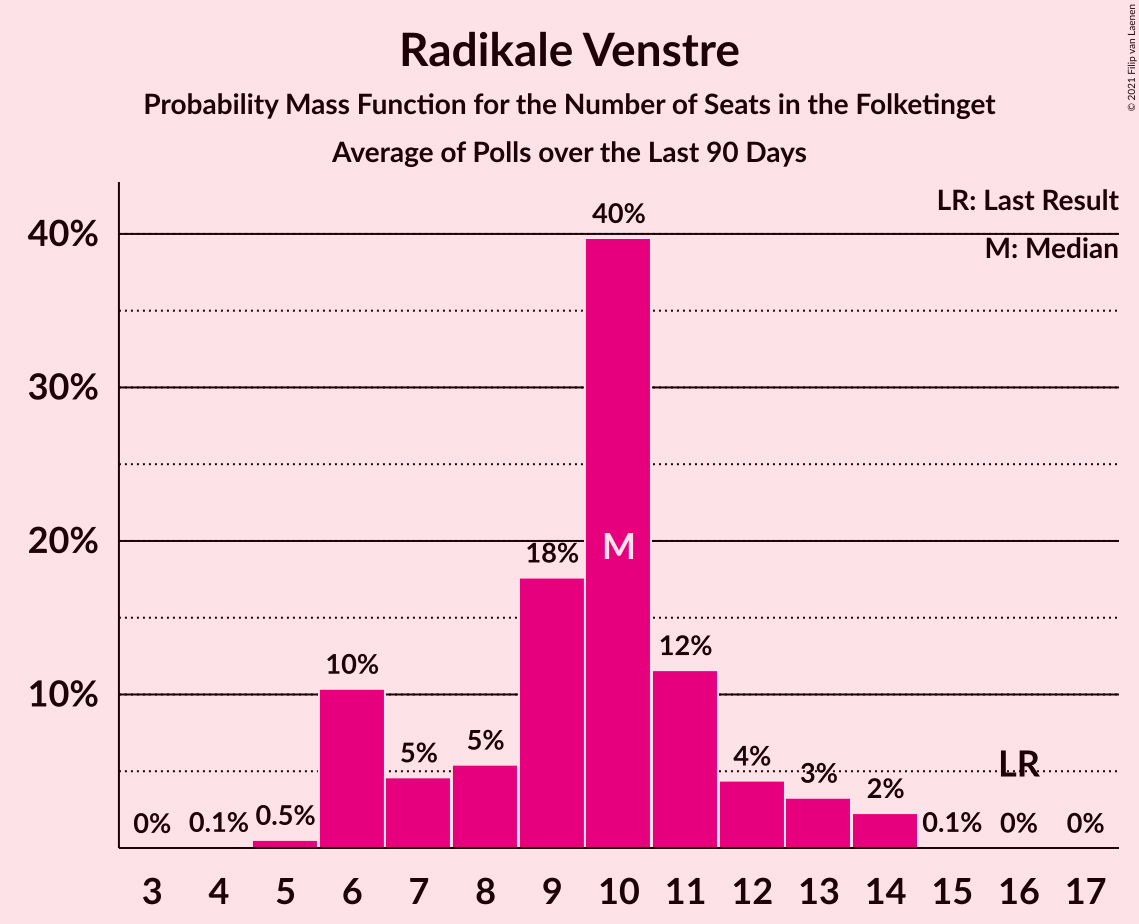 Radikale Venstre
Probability Mass Function for the Number of Seats in the Folketinget
Average of Polls over the Last 90 Days
© 2021 Filip van Laenen
LR: Last Result
M: Median
40%
30%
20%
10%
0%
0.1%
0.5%
10%
5%
5%
18%
40%
12%
4%
3%
2%
0.1%
0%
0%
M
LR
3 4 5 6 7 8 9 10 11 12 13 14 15 16 17